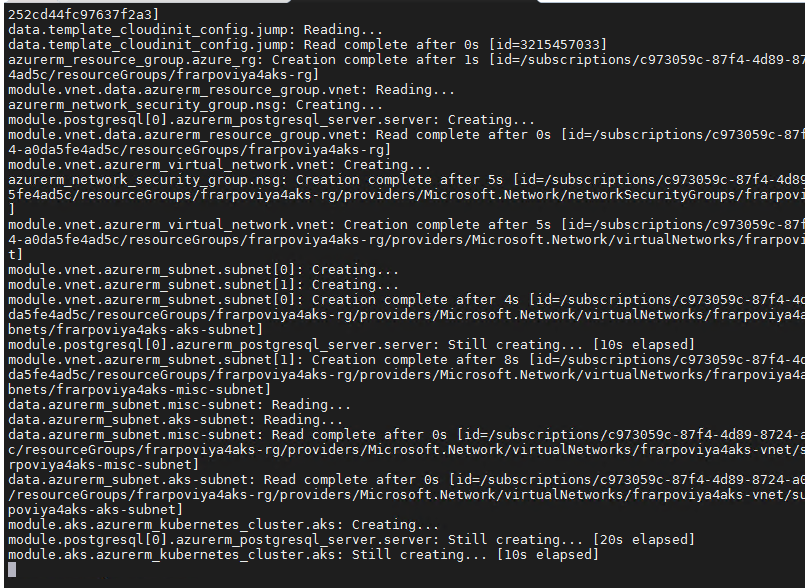 252cd44fc97637f2a3]
data.template_cloudinit_config.jump: Reading...
data.template_cloudinit_config.jump: Read complete after 0s [id=3215457033]
azurerm_resource_group.azure_rg: Creation complete after 1s [id=/subscriptions/c973059c-87f4-4d89-87
4ad5c/resourceGroups/frarpoviya4aks-rg]
module.vnet.data.azurerm_resource_group.vnet: Reading...
azurerm_network_security_group.nsg: Creating...
module.postgresql[0].azurerm_postgresql_server.server: Creating...
module.vnet.data.azurerm_resource_group.vnet: Read complete after 0s [id=/subscriptions/c973059c-87f
4-a0da5fe4ad5c/resourceGroups/frarpoviya4aks-rg]
module.vnet.azurerm_virtual_network.vnet: Creating...
azurerm_network_security_group.nsg: Creation complete after 5s [id=/subscriptions/c973059c-87f4-4d89
5fe4ad5c/resourceGroups/frarpoviya4aks-rg/providers/Microsoft.Network/networkSecurityGroups/frarpovi
]
module.vnet.azurerm_virtual_network.vnet: Creation complete after 5s [id=/subscriptions/c973059c-87f
4-a0da5fe4ad5c/resourceGroups/frarpoviya4aks-rg/providers/Microsoft.Network/virtualNetworks/frarpovi
t]
module.vnet.azurerm_subnet.subnet[0]: Creating...
module.vnet.azurerm_subnet.subnet[1]: Creating...
module.vnet.azurerm_subnet.subnet[0]: Creation complete after 4s [id=/subscriptions/c973059c-87f4-4d
da5fe4ad5c/resourceGroups/frarpoviya4aks-rg/providers/Microsoft.Network/virtualNetworks/frarpoviya4a
bnets/frarpoviya4aks-aks-subnet]
module.postgresql[0].azurerm_postgresql_server.server: Still creating... [10s elapsed]
module.vnet.azurerm_subnet.subnet[1]: Creation complete after 8s [id=/subscriptions/c973059c-87f4-4d
da5fe4ad5c/resourceGroups/frarpoviya4aks-rg/providers/Microsoft.Network/virtualNetworks/frarpoviya4a
bnets/frarpoviya4aks-misc-subnet]
data.azurerm_subnet.misc-subnet: Reading...
data.azurerm_subnet.aks-subnet: Reading...
data.azurerm_subnet.misc-subnet: Read complete after 0s [id=/subscriptions/c973059c-87f4-4d89-8724-a
c/resourceGroups/frarpoviya4aks-rg/providers/Microsoft.Network/virtualNetworks/frarpoviya4aks-vnet/s
rpoviya4aks-misc-subnet]
data.azurerm_subnet.aks-subnet: Read complete after 0s [id=/subscriptions/c973059c-87f4-4d89-8724-a0
/resourceGroups/frarpoviya4aks-rg/providers/Microsoft.Network/virtualNetworks/frarpoviya4aks-vnet/su
poviya4aks-aks-subnet]
module.aks.azurerm_kubernetes_cluster.aks: Creating...
module.postgresql[0].azurerm_postgresql_server.server: Still creating... [20s elapsed]
module.aks.azurerm_kubernetes_cluster.aks: Still creating... [10s elapsed]